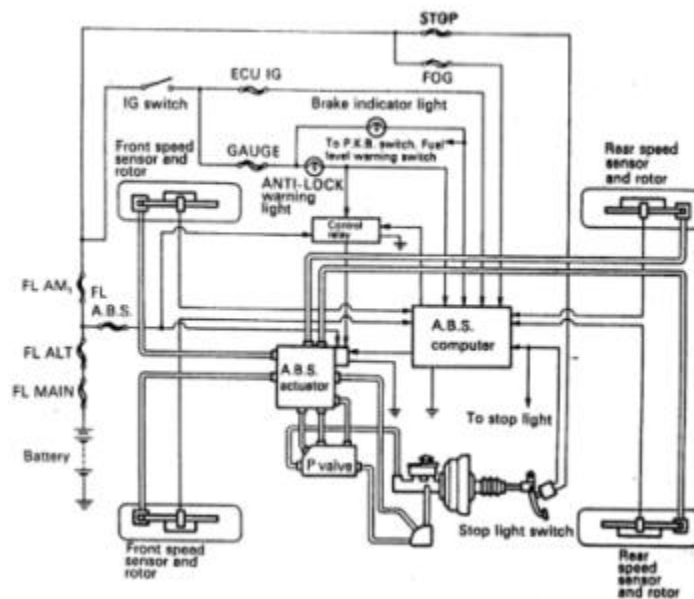 STOP
ECU IG
FOG
IG switch
Brake indicator light
Front speed
sensor and
rotor
GAUGE
To P.K.B. switch. Fuel
level warning switch
Rear speed
sensor
and rotor
ANTI-LOCK
warning
light
Control
relay
FL AM₁
FL
A.B.S.
A.B.S.
computer
FL ALT
A.B.S.
actuator
FL MAIN
To stop light
Battery
P valve
Stop light switch
Front speed
sensor and
rotor
Rear
speed
sensor
and rotor